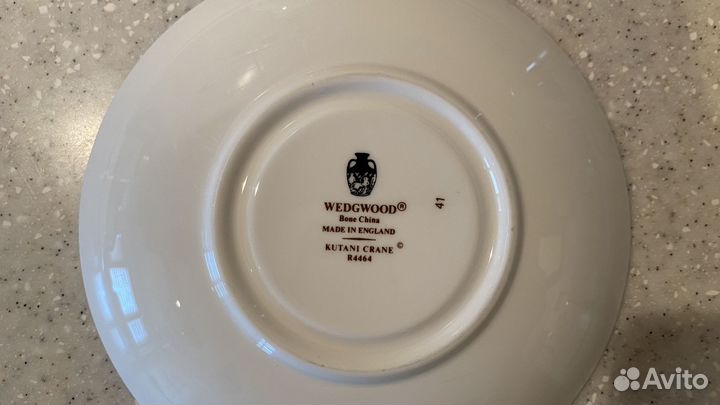 WEDGWOOD®
Bone China
MADE IN ENGLAND
KUTANI CRANE ©
R4464
41
Avito